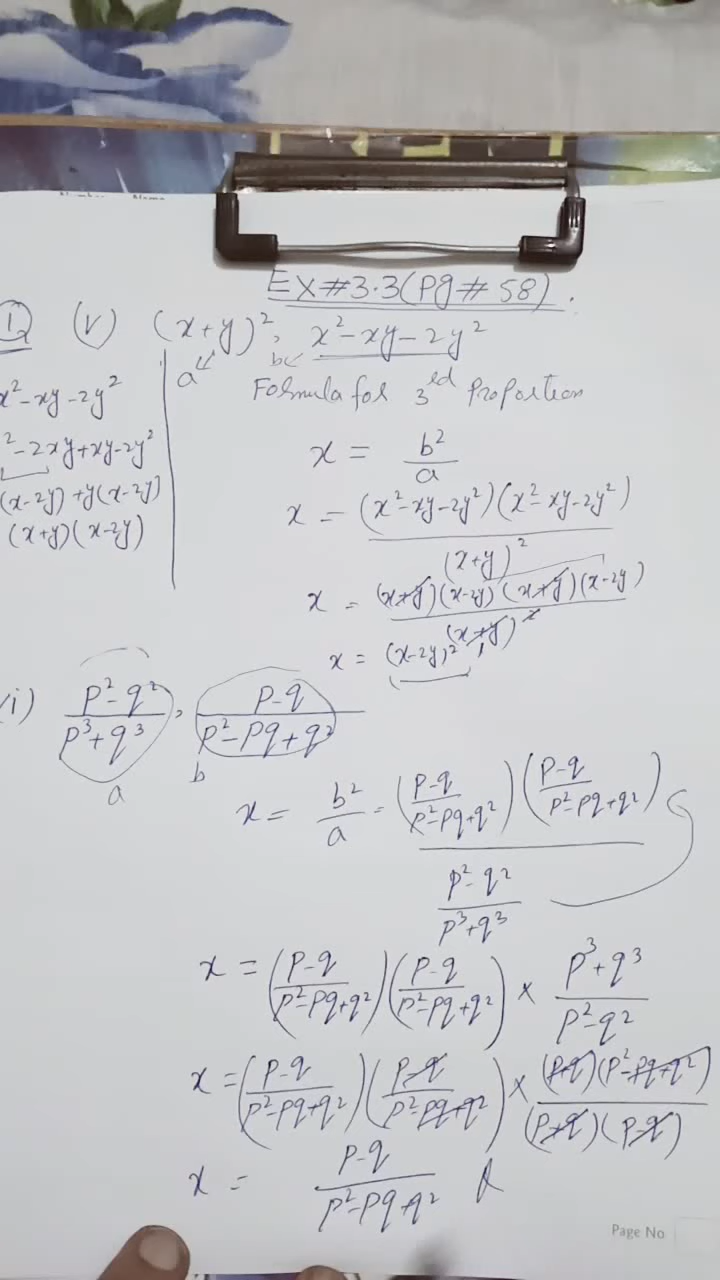 EX#3.3(Pg#58).
1 (v) (x+y)², x²-xy-2y²
a b
x²-xy-2y²
²-2xy+xy-2y²
(x-2y)+y(x-2y)
(x+y)(x-2y)
Formula for 3rd Proportion
x = b²/a
x = (x²-xy-2y²)(x²-xy-2y²)/(x+y)²
x = (x+y)(x-2y)(x+y)(x-2y)/(x+y)²
x = (x-2y)²
i) p²-q²/p³+q³, p-q/p²-pq+q²
a b
x = b²/a = (p-q/p²-pq+q²)(p-q/p²-pq+q²)
p²-q²/p³+q³
x = (p-q/p²-pq+q²)(p-q/p²-pq+q²) × p³+q³/p²-q²
x = (p-q/p²-pq+q²)(p-q/p²-pq+q²) × (p+q)(p²-pq+q²)/(p+q)(p-q)
x = p-q/p²-pq+q²
Page No